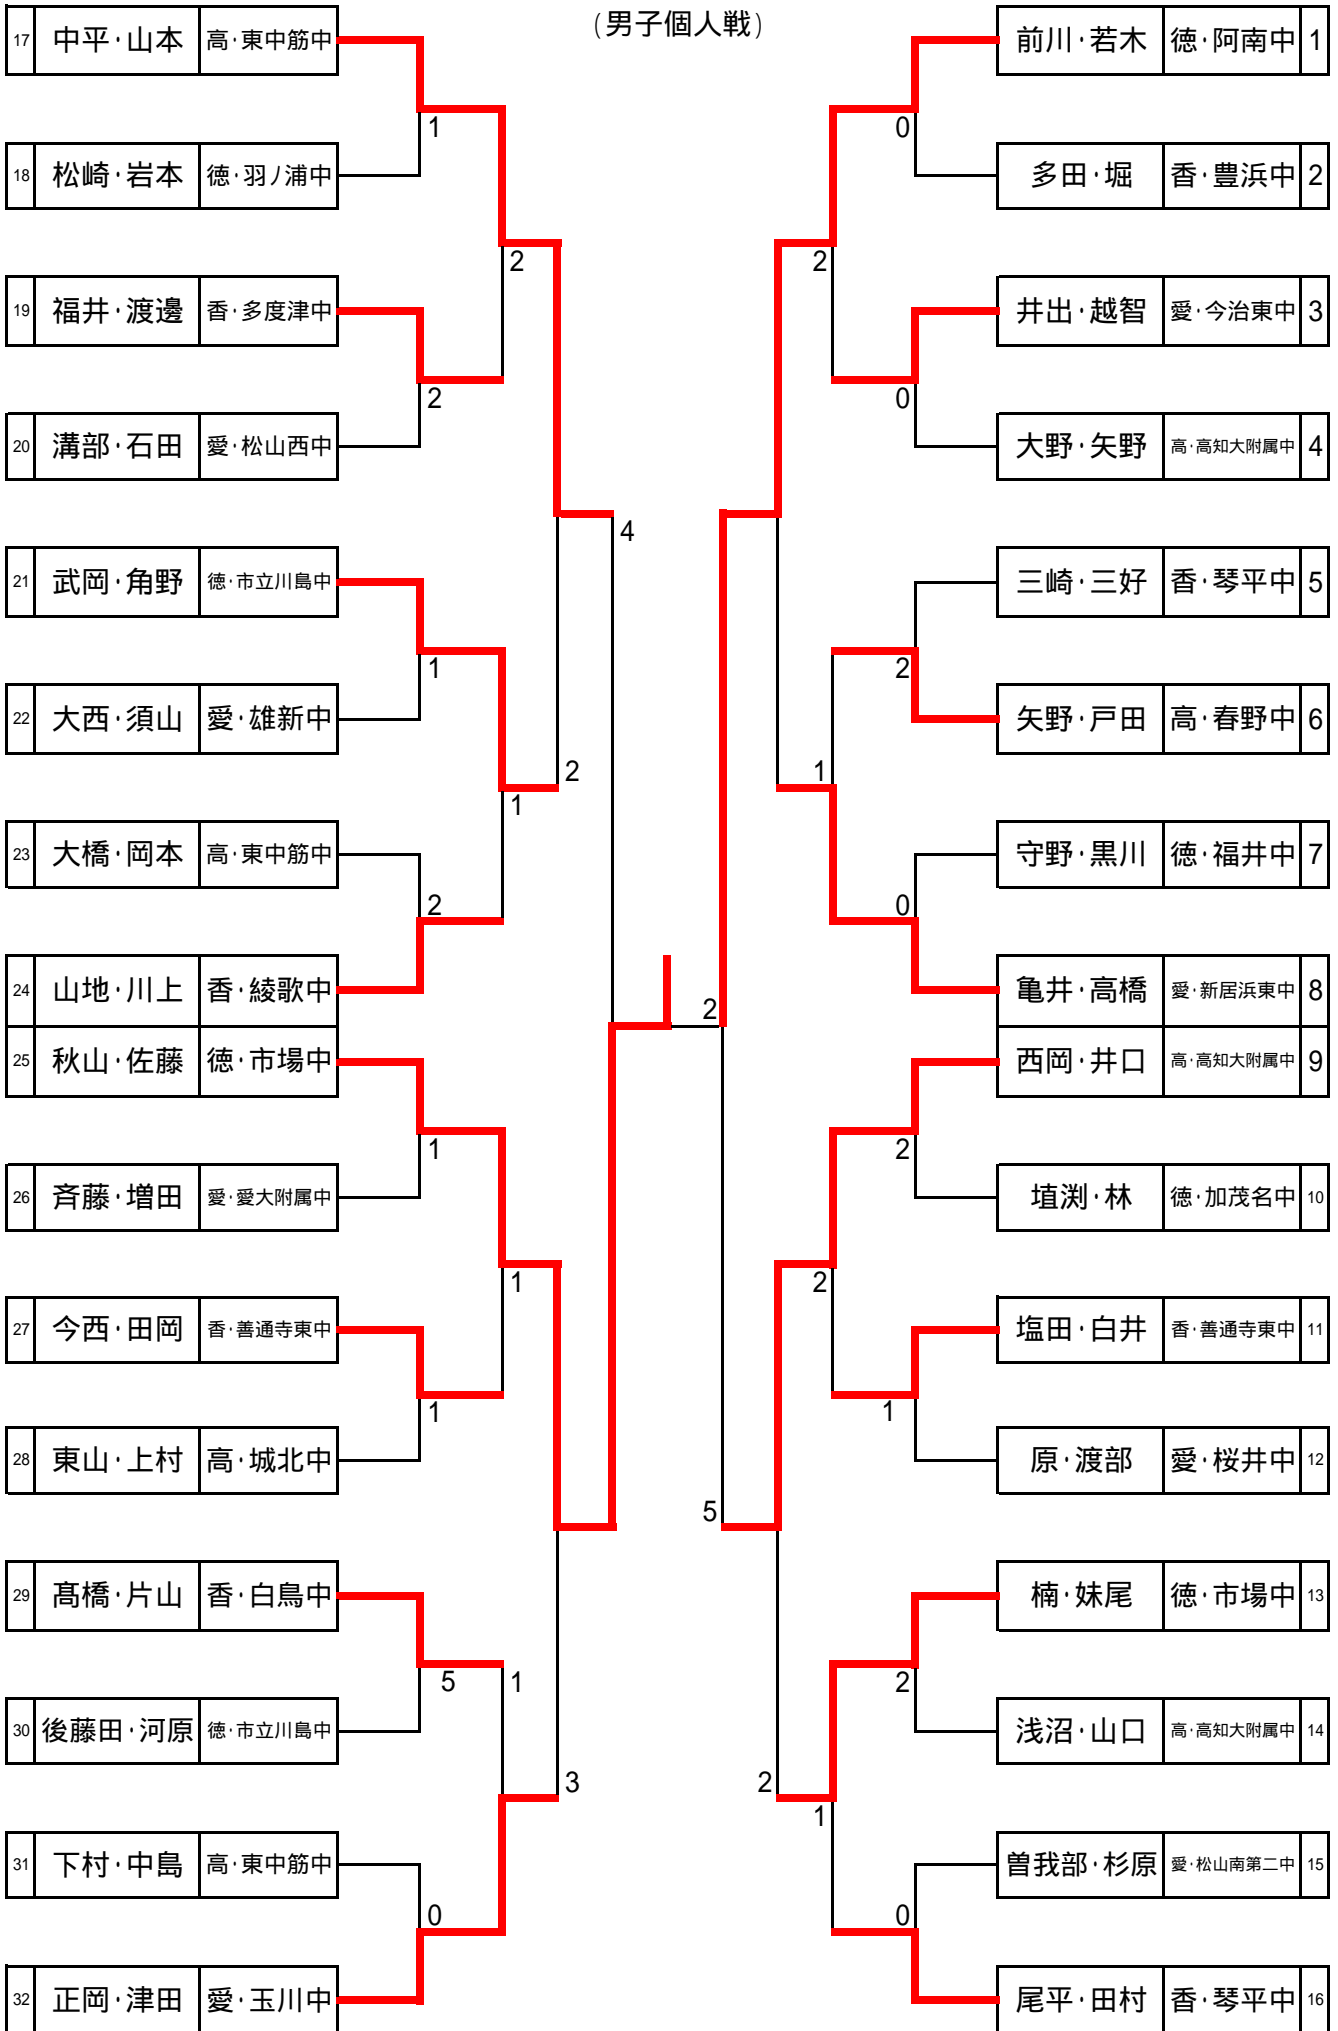 (男子個人戦)
17 中平・山本 高・東中筋中
1
18 松崎・岩本 徳・羽ノ浦中
2
19 福井・渡邊 香・多度津中
2
20 溝部・石田 愛・松山西中
4
21 武岡・角野 徳・市立川島中
1
22 大西・須山 愛・雄新中
2
1
23 大橋・岡本 高・東中筋中
2
24 山地・川上 香・綾歌中
25 秋山・佐藤 徳・市場中
1
26 斉藤・増田 愛・愛大附属中
1
27 今西・田岡 香・善通寺東中
1
28 東山・上村 高・城北中
29 髙橋・片山 香・白鳥中
5
1
30 後藤田・河原 徳・市立川島中
3
31 下村・中島 高・東中筋中
0
32 正岡・津田 愛・玉川中
前川・若木 徳・阿南中 1
0
多田・堀 香・豊浜中 2
2
井出・越智 愛・今治東中 3
0
大野・矢野 高・高知大附属中 4
三崎・三好 香・琴平中 5
2
矢野・戸田 高・春野中 6
1
守野・黒川 徳・福井中 7
0
亀井・高橋 愛・新居浜東中 8
2
西岡・井口 高・高知大附属中 9
2
埴渕・林 徳・加茂名中 10
2
塩田・白井 香・善通寺東中 11
1
原・渡部 愛・桜井中 12
5
楠・妹尾 徳・市場中 13
2
浅沼・山口 高・高知大附属中 14
2
1
曽我部・杉原 愛・松山南第二中 15
0
尾平・田村 香・琴平中 16